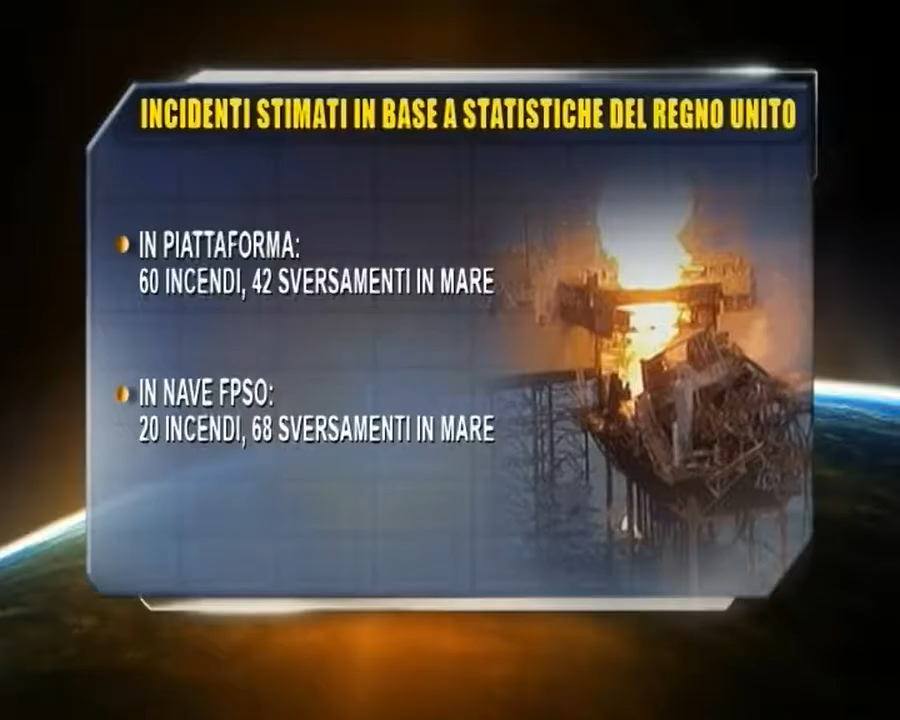 INCIDENTI STIMATI IN BASE A STATISTICHE DEL REGNO UNITO
IN PIATTAFORMA:
60 INCENDI, 42 SVERSAMENTI IN MARE
IN NAVE FPSO:
20 INCENDI, 68 SVERSAMENTI IN MARE